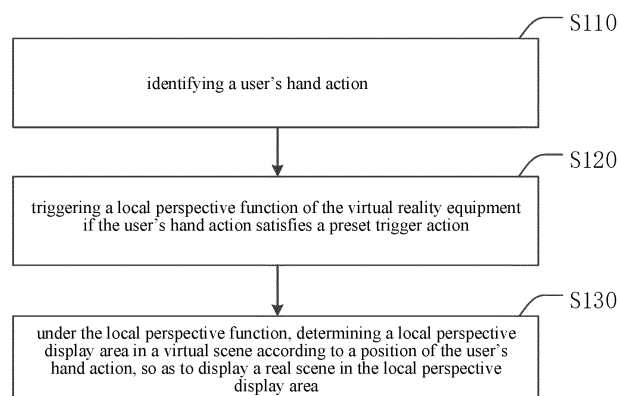 S110
identifying a user's hand action
S120
triggering a local perspective function of the virtual reality equipment
if the user's hand action satisfies a preset trigger action
S130
under the local perspective function, determining a local perspective
display area in a virtual scene according to a position of the user's
hand action, so as to display a real scene in the local perspective
display area